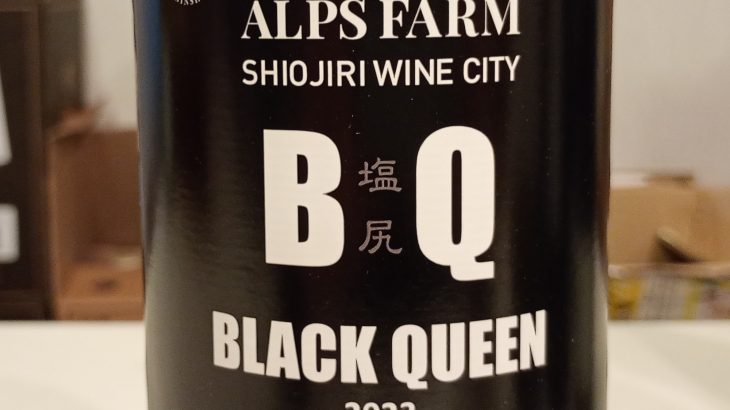 ALPS FARM
SHIOJIRI WINE CITY
B 塩尻 Q
BLACK QUEEN